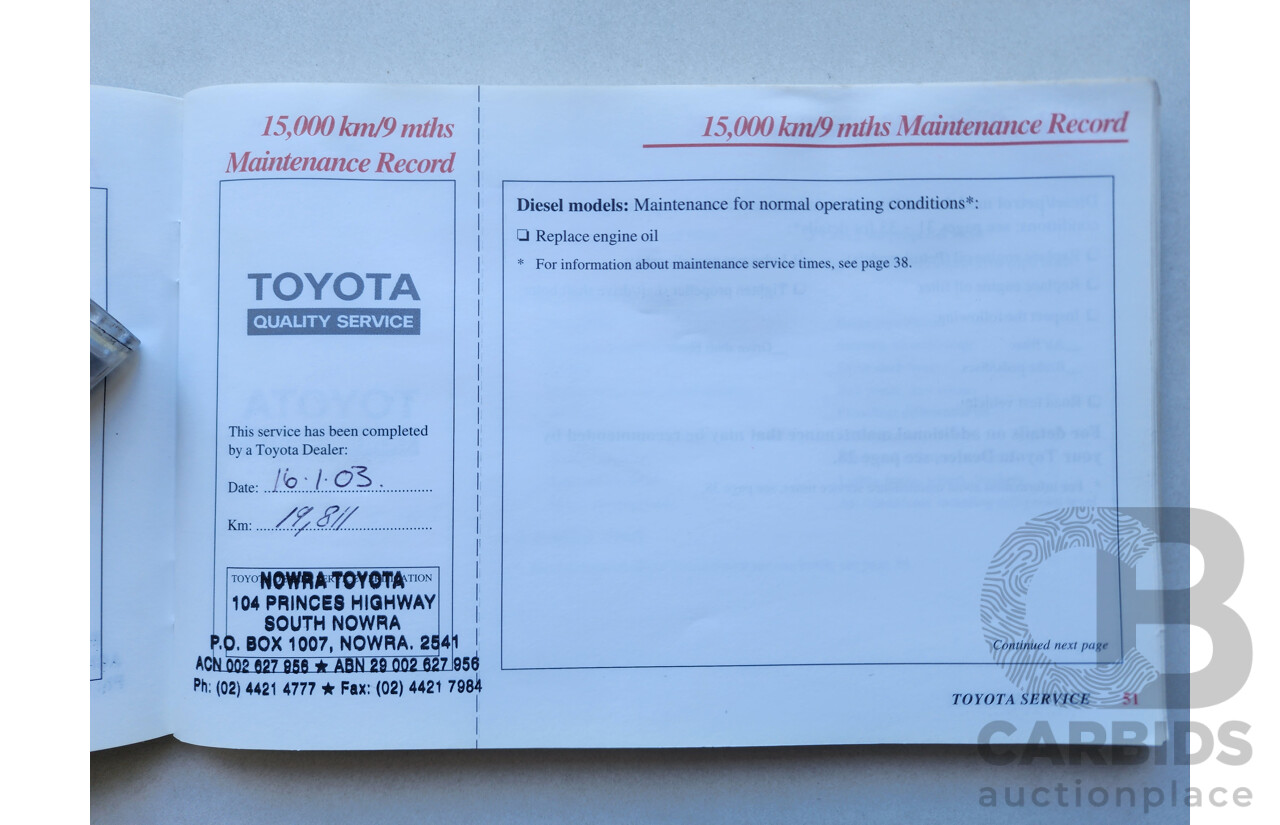 15,000 km/9 mths
Maintenance Record
TOYOTA
QUALITY SERVICE
This service has been completed
by a Toyota Dealer:
Date: 16.1.03.
Km: 19,811
NOWRA TOYOTA
104 PRINCES HIGHWAY
SOUTH NOWRA
P.O. BOX 1007, NOWRA. 2541
ACN 002 627 956 ★ ABN 29 002 627 956
Ph: (02) 4421 4777 ★ Fax: (02) 4421 7984
15,000 km/9 mths Maintenance Record
Diesel models: Maintenance for normal operating conditions*:
❏ Replace engine oil
* For information about maintenance service times, see page 38.
Continued next page
TOYOTA SERVICE 51
CB
CARBIDS
auctionplace